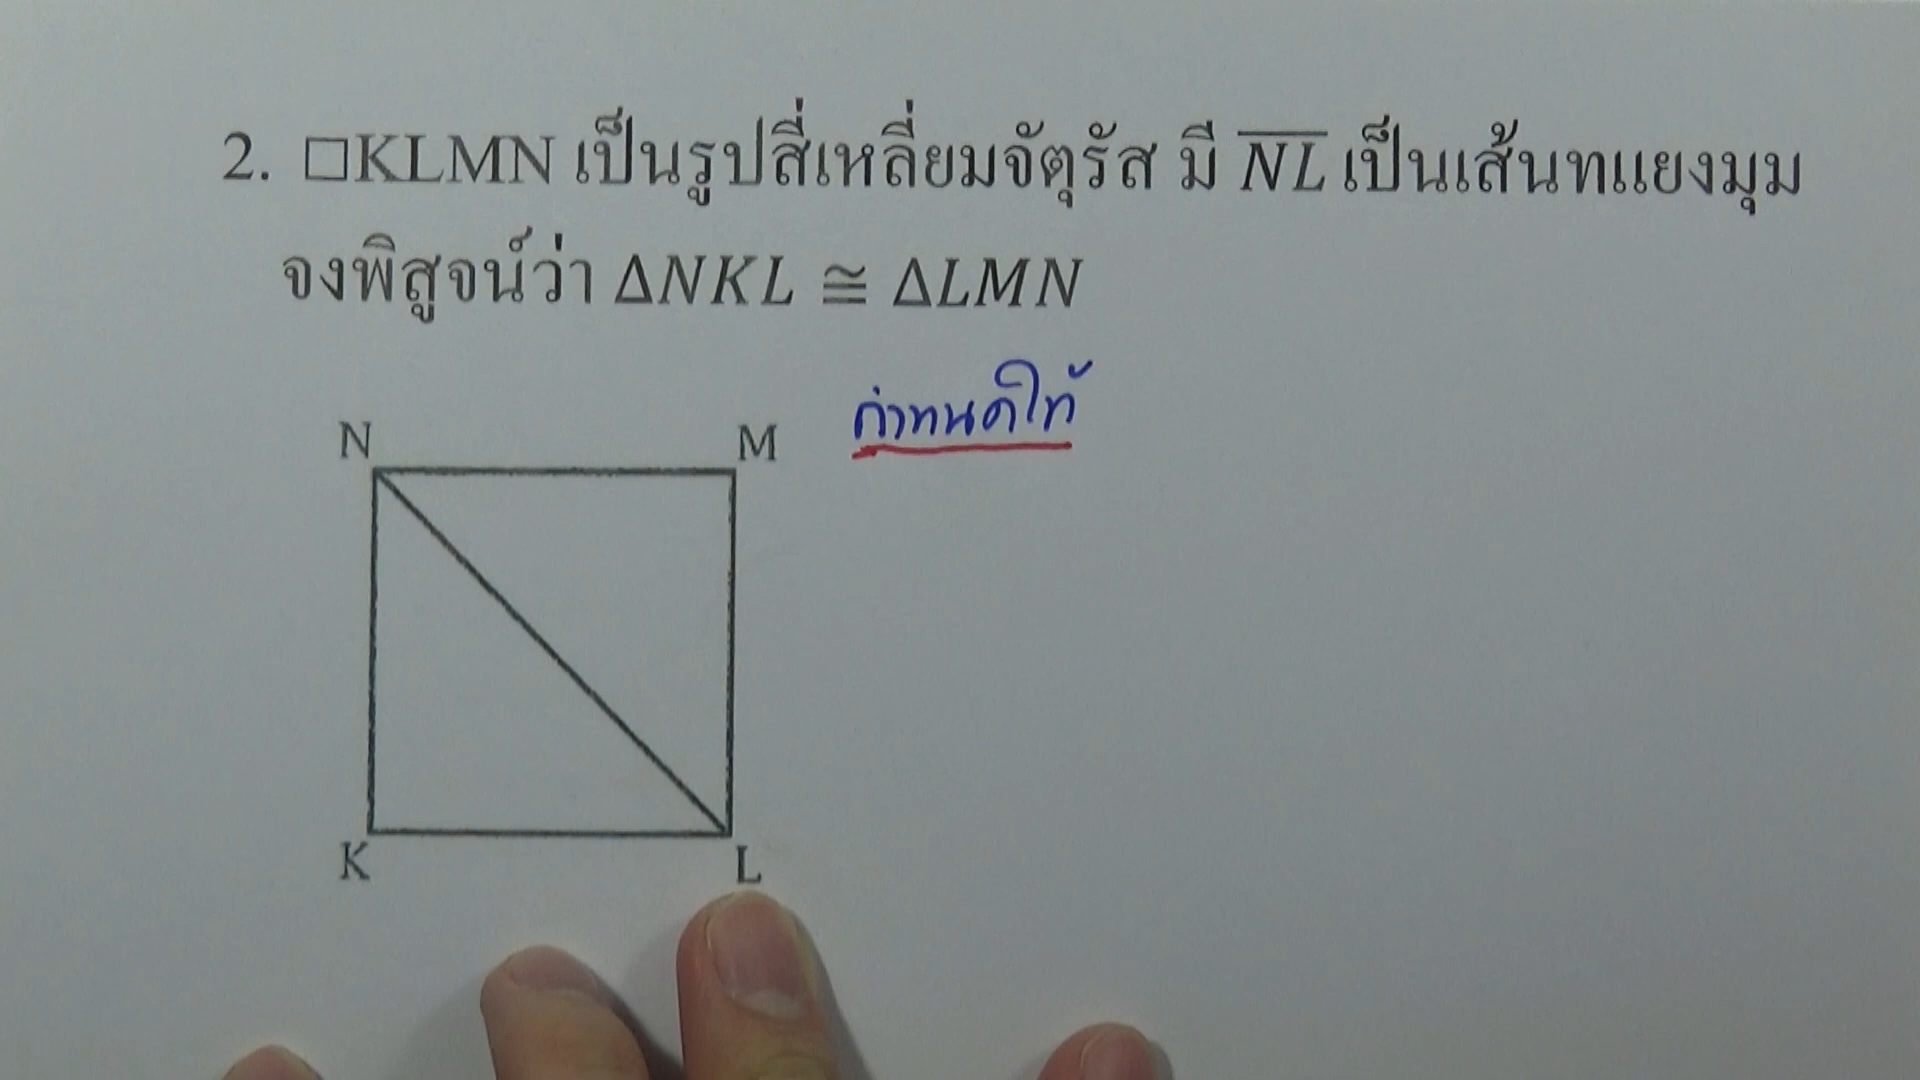 2. □KLMN เป็นรูปสี่เหลี่ยมจัตุรัส มี \overline{NL} เป็นเส้นทแยงมุม
จงพิสูจน์ว่า ΔNKL ≅ ΔLMN
กำหนดให้
N
M
K
L